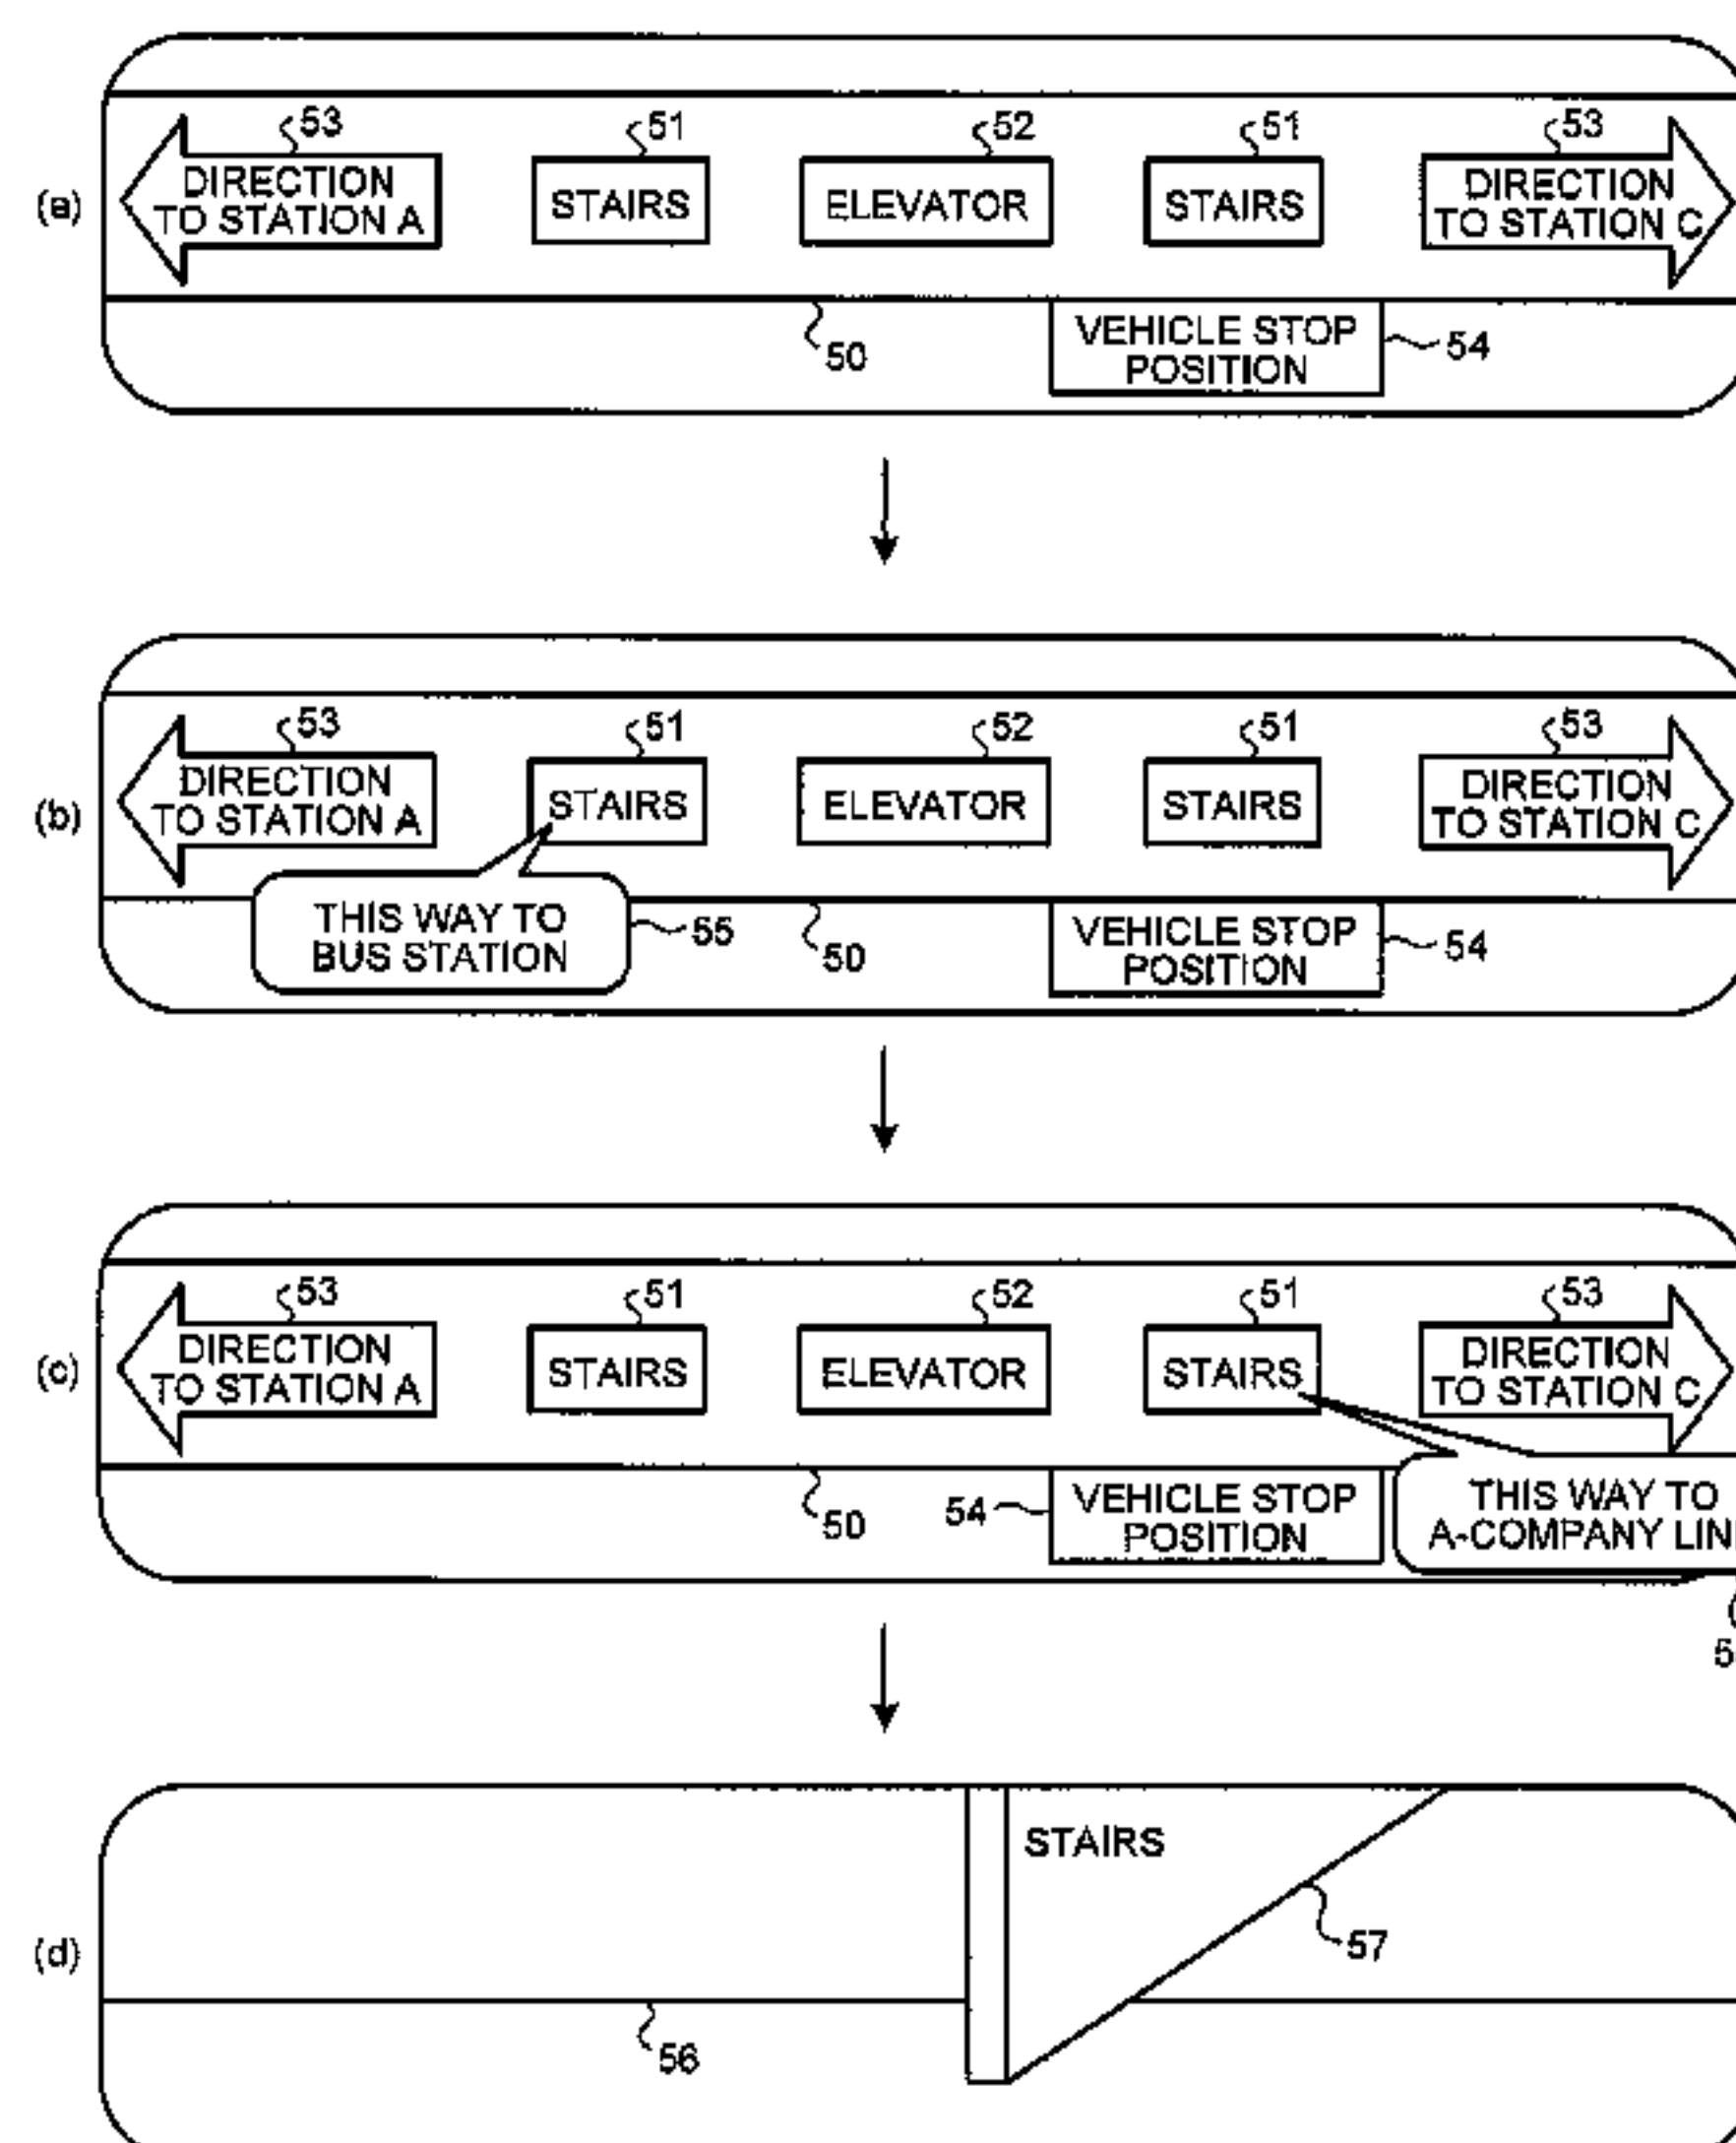 53 51 52 51 53
(a) DIRECTION TO STATION A STAIRS ELEVATOR STAIRS DIRECTION TO STATION C
50 VEHICLE STOP POSITION 54
53 51 52 51 53
(b) DIRECTION TO STATION A STAIRS ELEVATOR STAIRS DIRECTION TO STATION C
THIS WAY TO BUS STATION 55 50 VEHICLE STOP POSITION 54
53 51 52 51 53
(c) DIRECTION TO STATION A STAIRS ELEVATOR STAIRS DIRECTION TO STATION C
50 54 VEHICLE STOP POSITION THIS WAY TO A-COMPANY
STAIRS
(d) 57
56